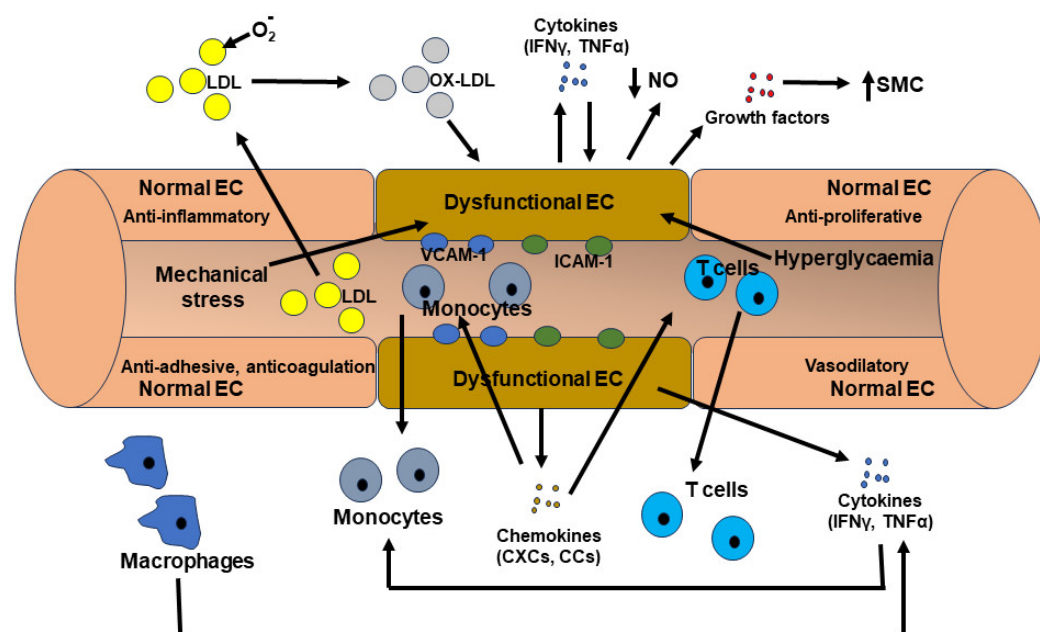 O₂⁻
LDL
OX-LDL
Cytokines
(IFNγ, TNFα)
NO
Growth factors
SMC
Normal EC
Anti-inflammatory
Dysfunctional EC
Normal EC
Anti-proliferative
Mechanical
stress
LDL
VCAM-1
ICAM-1
Monocytes
T cells
Hyperglycaemia
Anti-adhesive, anticoagulation
Normal EC
Dysfunctional EC
Vasodilatory
Normal EC
Macrophages
Monocytes
Chemokines
(CXCs, CCs)
T cells
Cytokines
(IFNγ, TNFα)